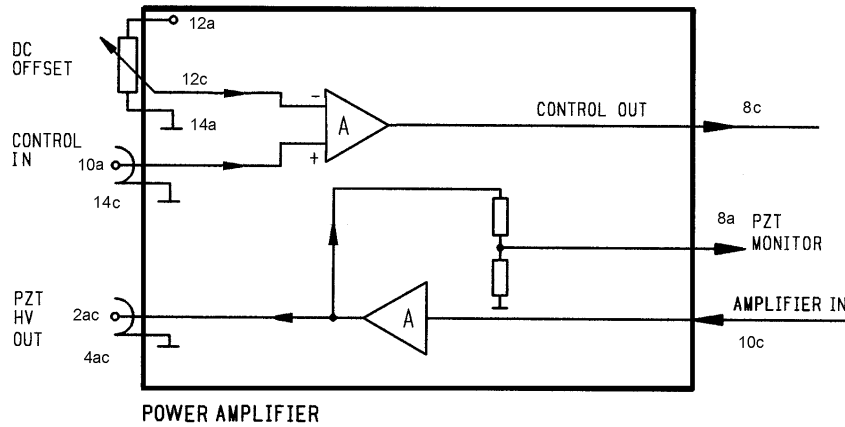 12a
DC
OFFSET
12c
14a
CONTROL
IN
10a
14c
−
A
+
CONTROL OUT
8c
8a
PZT
MONITOR
PZT
HV
OUT
2ac
4ac
A
AMPLIFIER IN
10c
POWER AMPLIFIER